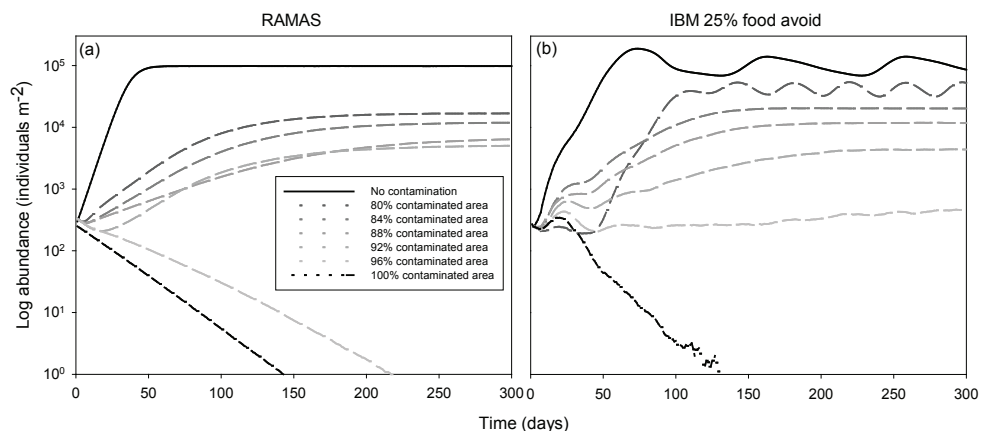 RAMAS
IBM 25% food avoid
(a)
(b)
Log abundance (individuals m⁻²)
10⁵
10⁴
10³
10²
10¹
10⁰
No contamination
80% contaminated area
84% contaminated area
88% contaminated area
92% contaminated area
96% contaminated area
100% contaminated area
0 50 100 150 200 250 300
0 50 100 150 200 250 300
Time (days)